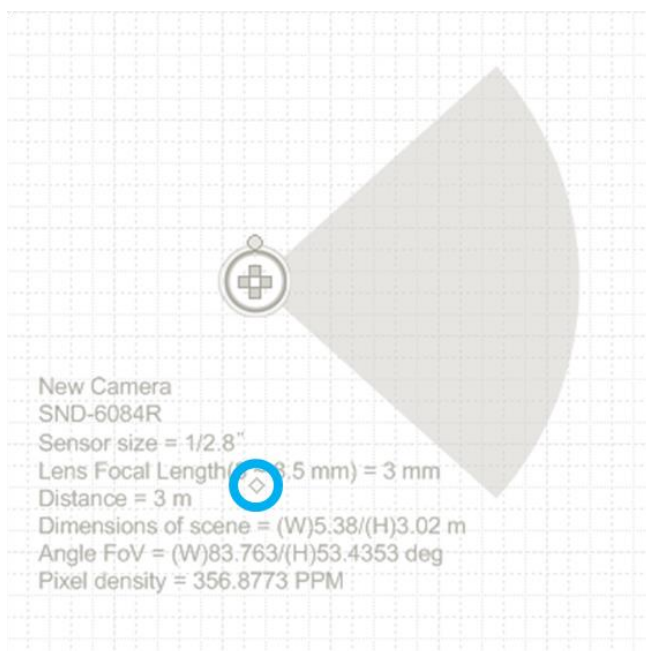 New Camera
SND-6084R
Sensor size = 1/2.8"
Lens Focal Length( .5 mm) = 3 mm
Distance = 3 m
Dimensions of scene = (W)5.38/(H)3.02 m
Angle FoV = (W)83.763/(H)53.4353 deg
Pixel density = 356.8773 PPM